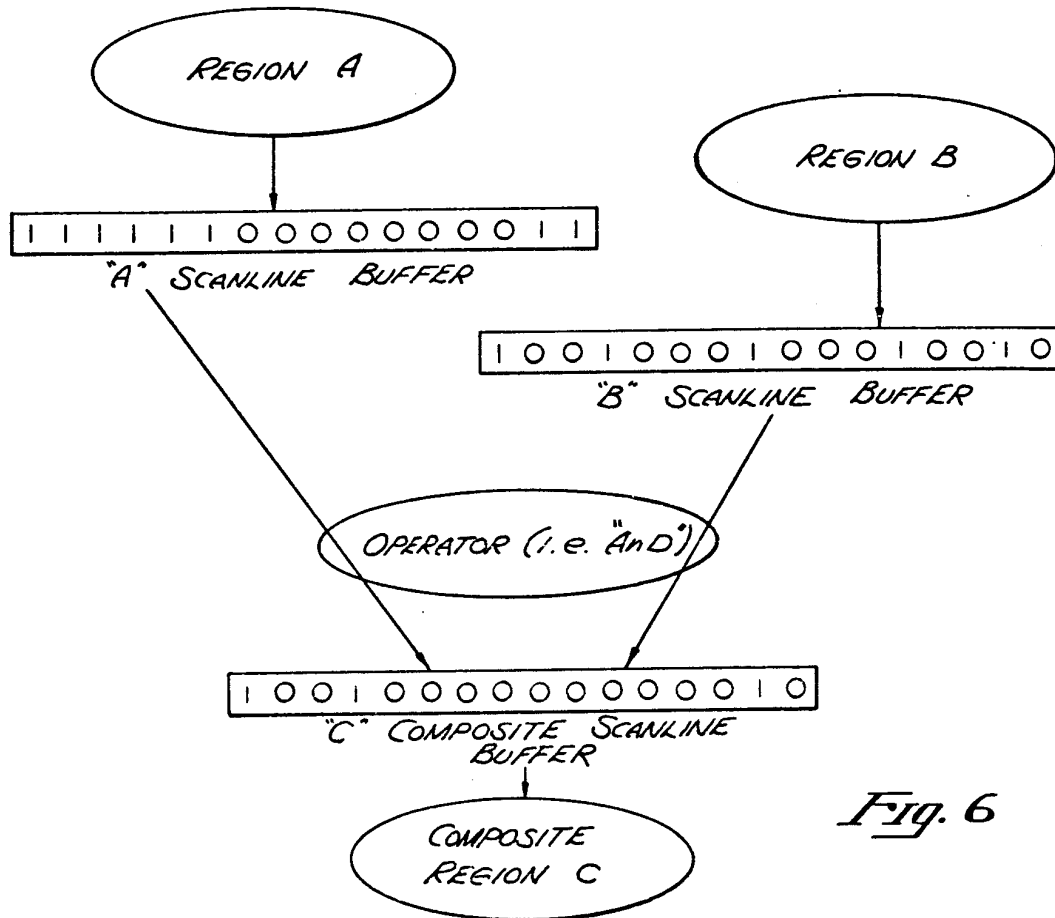 REGION A
REGION B
1 1 1 1 1 1 0 0 0 0 0 0 0 0 1 1
"A" SCANLINE BUFFER
1 0 0 1 0 0 0 1 0 0 0 1 0 0 1 0
"B" SCANLINE BUFFER
OPERATOR (i.e. "AnD")
1 0 0 1 0 0 0 0 0 0 0 0 0 0 1 0
"C" COMPOSITE SCANLINE
BUFFER
COMPOSITE
REGION C
Fig. 6